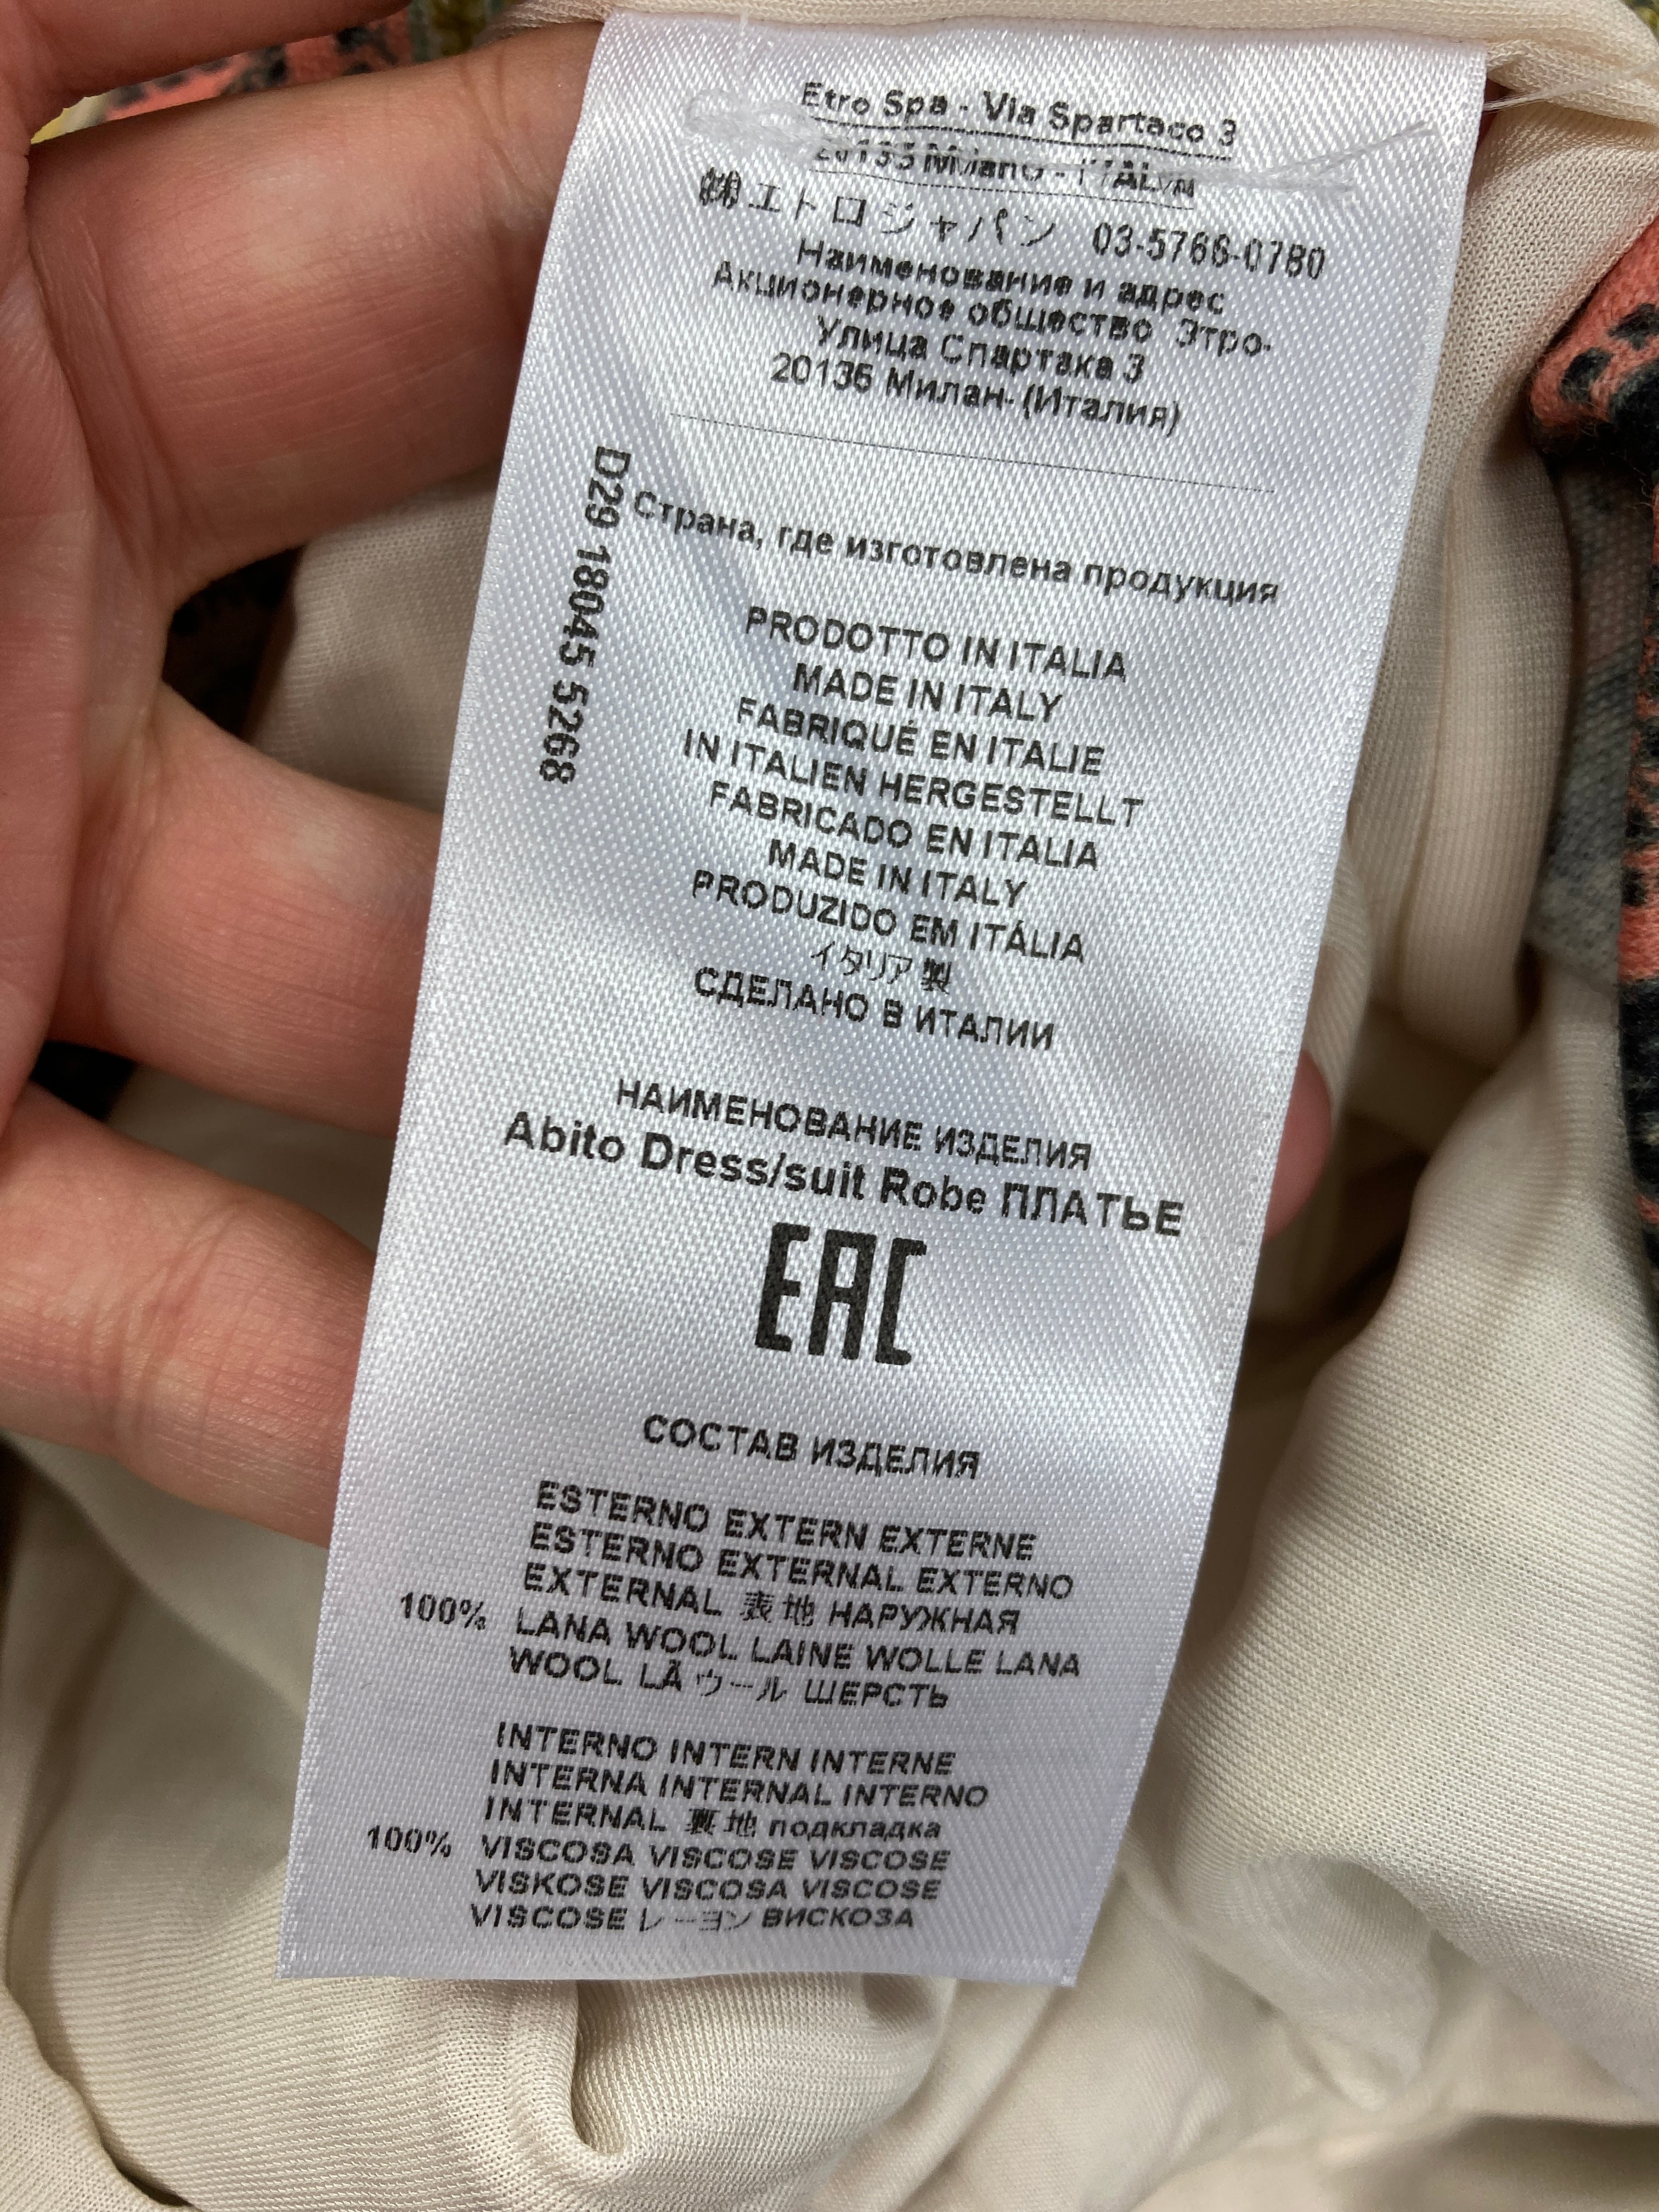 Etro Spa - Via Spartaco 3
㈱エトロジャパン 03-5766-0780
Наименование и адрес
Акционерное общество Этро-
Улица Спартака 3
20135 Милан- (Италия)
D29 18045 5268
Страна, где изготовлена продукция
PRODOTTO IN ITALIA
MADE IN ITALY
FABRIQUÉ EN ITALIE
IN ITALIEN HERGESTELLT
FABRICADO EN ITALIA
MADE IN ITALY
PRODUZIDO EM ITÁLIA
イタリア製
СДЕЛАНО В ИТАЛИИ
НАИМЕНОВАНИЕ ИЗДЕЛИЯ
Abito Dress/suit Robe ПЛАТЬЕ
EAC
СОСТАВ ИЗДЕЛИЯ
ESTERNO EXTERN EXTERNE
ESTERNO EXTERNAL EXTERNO
EXTERNAL 表地 НАРУЖНАЯ
100% LANA WOOL LAINE WOLLE LANA
WOOL LÃ ウール ШЕРСТЬ
INTERNO INTERN INTERNE
INTERNA INTERNAL INTERNO
INTERNAL 裏地 подкладка
100% VISCOSA VISCOSE VISCOSE
VISKOSE VISCOSA VISCOSE
VISCOSE レーヨン ВИСКОЗА